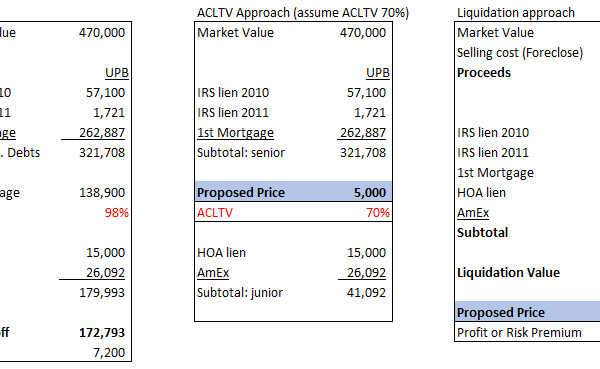 ACLTV Approach (assume ACLTV 70%) Liquidation approach
lue 470,000 Market Value 470,000 Market Value
Selling cost (Foreclose)
UPB UPB Proceeds
10 57,100 IRS lien 2010 57,100 IRS lien 2010
11 1,721 IRS lien 2011 1,721 IRS lien 2011
age 262,887 1st Mortgage 262,887 1st Mortgage
. Debts 321,708 Subtotal: senior 321,708
HOA lien
age 138,900 Proposed Price 5,000
98% ACLTV 70% AmEx
Subtotal
15,000 HOA lien 15,000
26,092 AmEx 26,092 Liquidation Value
179,993 Subtotal: junior 41,092
Proposed Price
ff 172,793 Profit or Risk Premium
7,200